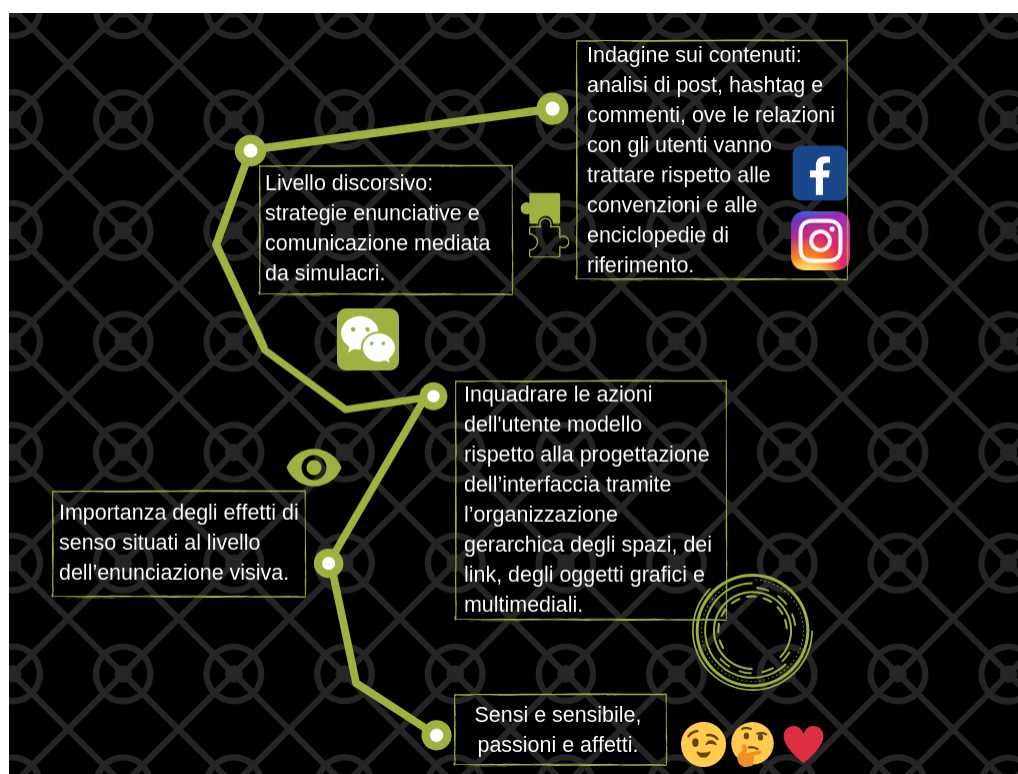 Indagine sui contenuti:
analisi di post, hashtag e
commenti, ove le relazioni
con gli utenti vanno
trattare rispetto alle
convenzioni e alle
enciclopedie di
riferimento.
Livello discorsivo:
strategie enunciative e
comunicazione mediata
da simulacri.
Inquadrare le azioni
dell'utente modello
rispetto alla progettazione
dell’interfaccia tramite
l’organizzazione
gerarchica degli spazi, dei
link, degli oggetti grafici e
multimediali.
Importanza degli effetti di
senso situati al livello
dell’enunciazione visiva.
Sensi e sensibile,
passioni e affetti.